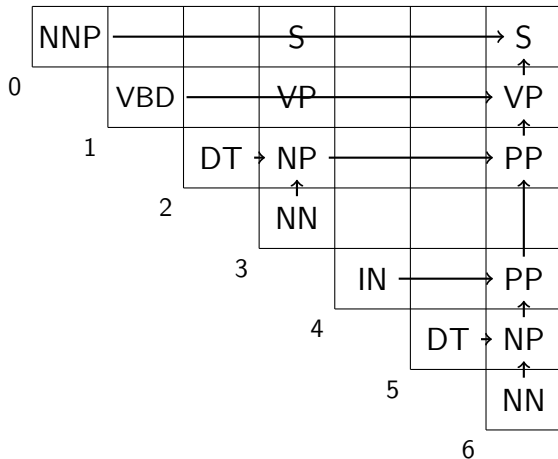 NNP S S
0
VBD VP VP
1
DT NP PP
2
NN
3
IN PP
4
DT NP
5
NN
6